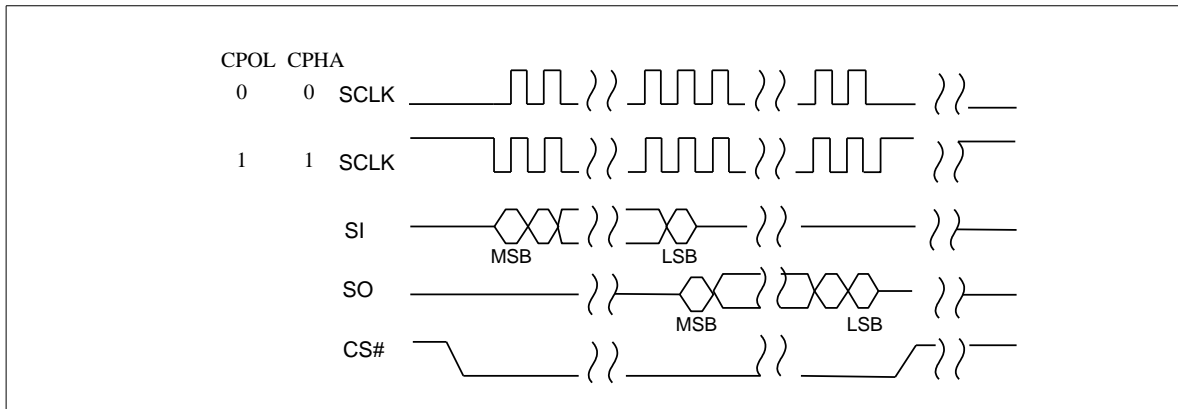 CPOL CPHA
0 0 SCLK
1 1 SCLK
SI
MSB LSB
SO
MSB LSB
CS#